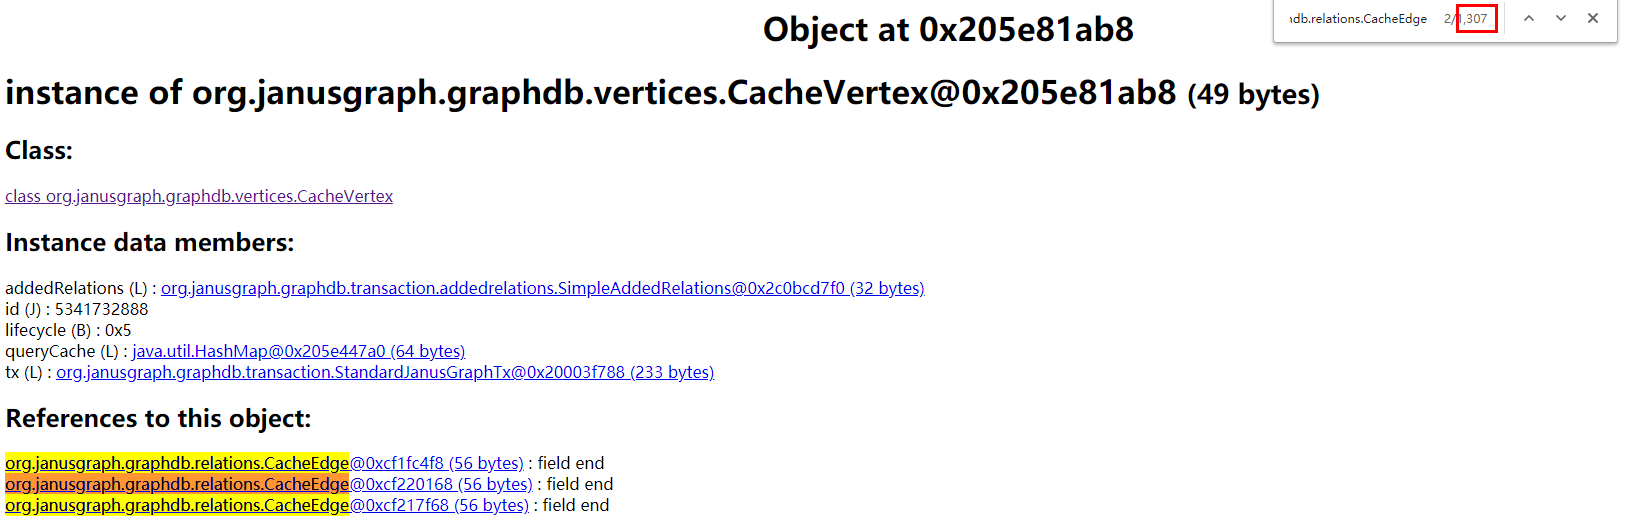 Object at 0x205e81ab8
ndb.relations.CacheEdge 2/1,307
instance of org.janusgraph.graphdb.vertices.CacheVertex@0x205e81ab8 (49 bytes)
Class:
class org.janusgraph.graphdb.vertices.CacheVertex
Instance data members:
addedRelations (L) : org.janusgraph.graphdb.transaction.addedrelations.SimpleAddedRelations@0x2c0bcd7f0 (32 bytes)
id (J) : 5341732888
lifecycle (B) : 0x5
queryCache (L) : java.util.HashMap@0x205e447a0 (64 bytes)
tx (L) : org.janusgraph.graphdb.transaction.StandardJanusGraphTx@0x20003f788 (233 bytes)
References to this object:
org.janusgraph.graphdb.relations.CacheEdge@0xcf1fc4f8 (56 bytes) : field end
org.janusgraph.graphdb.relations.CacheEdge@0xcf220168 (56 bytes) : field end
org.janusgraph.graphdb.relations.CacheEdge@0xcf217f68 (56 bytes) : field end